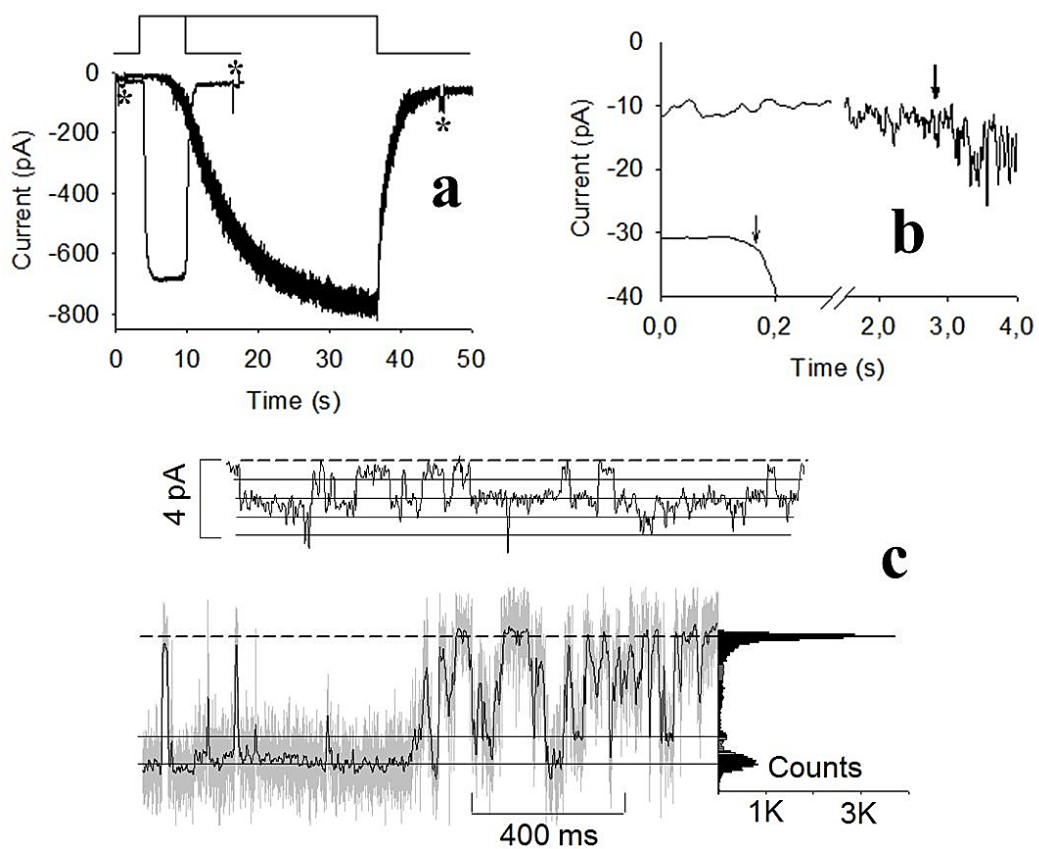 0
-200
-400
-600
-800
Current (pA)
*
*
*
a
0 10 20 30 40 50
Time (s)
0
-10
-20
-30
-40
Current (pA)
b
0,0 0,2 2,0 3,0 4,0
Time (s)
4 pA
c
Counts
1K 3K
400 ms